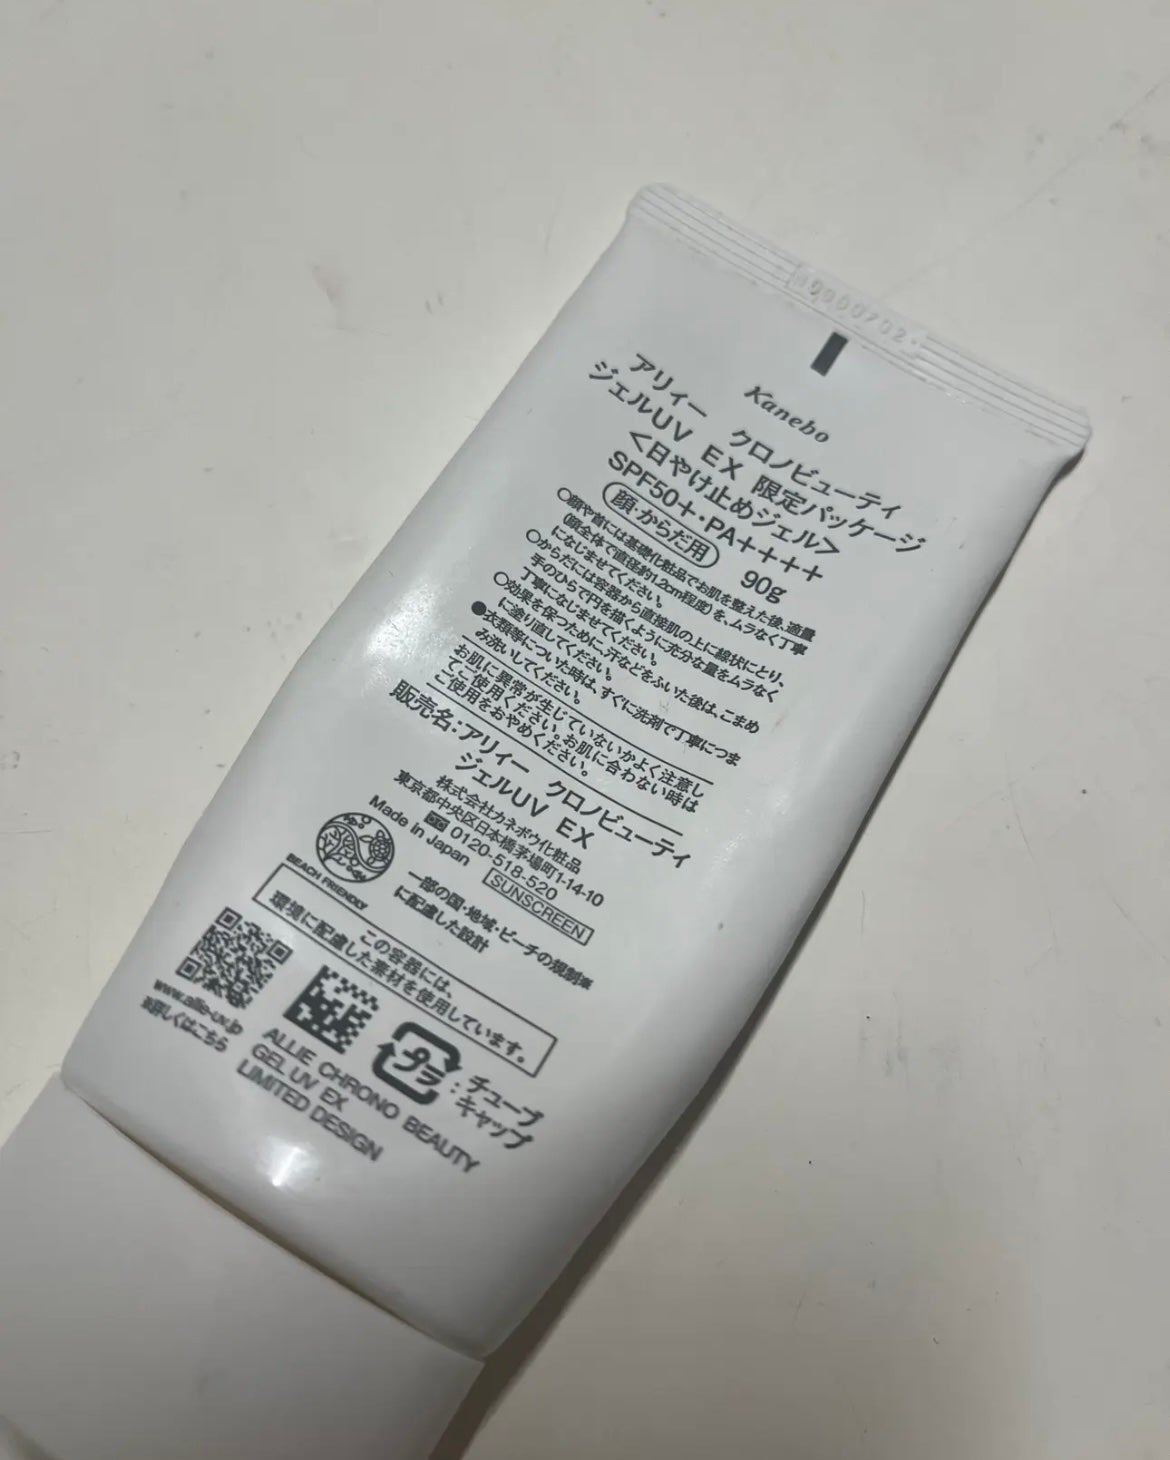 Kanebo
アリィー クロノビューティ
ジェルUV EX 限定パッケージ
<日やけ止めジェル>
SPF50+・PA++++
顔・からだ用 90g
○顔や首には基礎化粧品でお肌を整えた後、適量
(顔全体で直径約1.2cm程度)を、ムラなく丁寧
になじませてください。
○からだには容器から直接肌の上に線状にとり、
手のひらで円を描くように充分な量をムラなく
丁寧になじませてください。
○効果を保つために、汗などをふいた後は、こまめ
に塗り直してください。
●衣類等についた時は、すぐに洗剤で丁寧につま
み洗いしてください。
お肌に異常が生じていないかよく注意し
てご使用ください。お肌に合わない時は
ご使用をおやめください。
販売名:アリィー クロノビューティ
ジェルUV EX
株式会社カネボウ化粧品
東京都中央区日本橋茅場町1-14-10
0120-518-520
Made in Japan SUNSCREEN
BEACH FRIENDLY
一部の国・地域・ビーチの規制※
に配慮した設計
この容器には、
環境に配慮した素材を使用しています。
www.allie-uv.jp
※詳しくはこちら
プラ:チューブ
キャップ
ALLIE CHRONO BEAUTY
GEL UV EX
LIMITED DESIGN